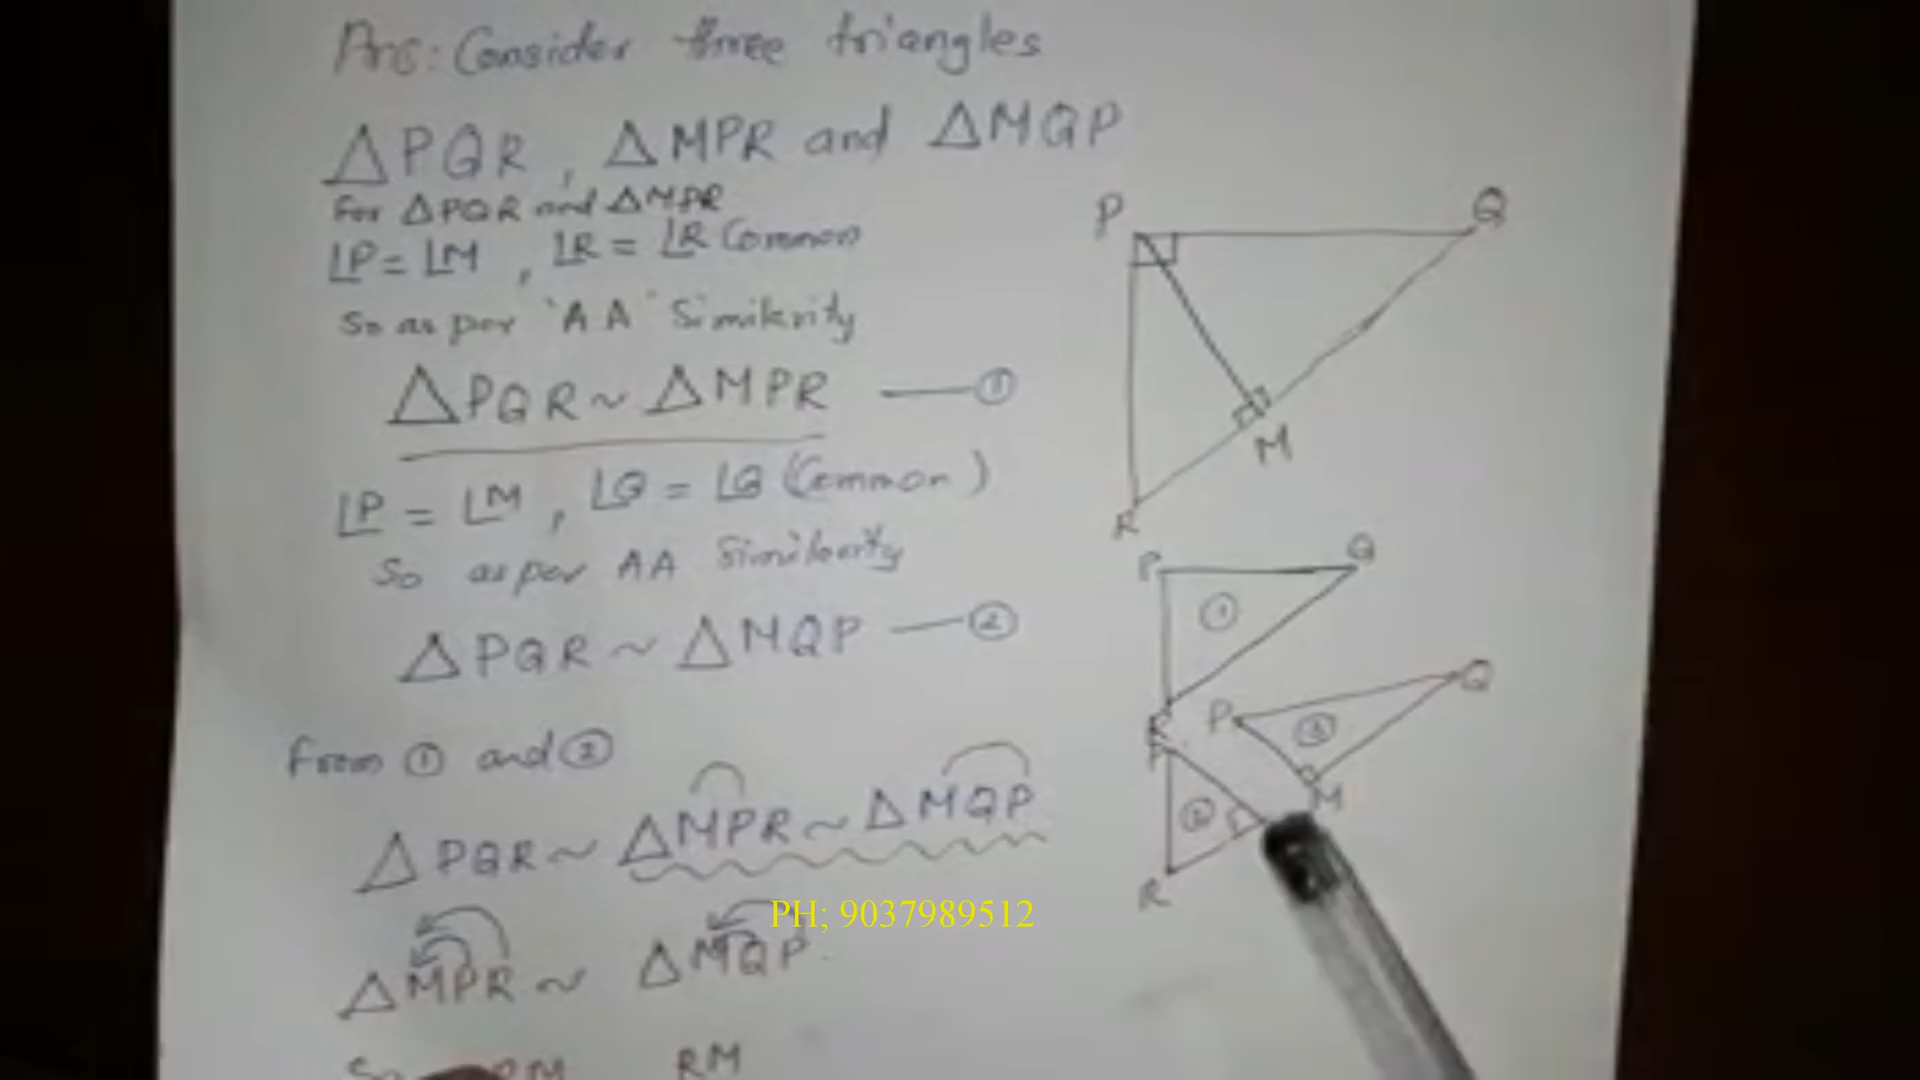 Ans: Consider three triangles
△PQR, △MPR and △MQP
For △PQR and △MPR
∠P = ∠M, ∠R = ∠R Common
So as per 'AA' Similarity
△PQR ~ △MPR — ①
∠P = ∠M, ∠Q = ∠Q (Common)
So as per AA Similarity
△PQR ~ △MQP — ②
From ① and ②
△PQR ~ △MPR ~ △MQP
△MPR ~ △MQP
So PM RM
PH; 9037989512
P Q
M
R
P Q
①
R
P Q
③
M
②
R